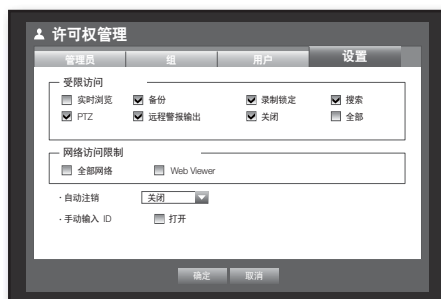 许可权管理
管理员 组 用户 设置
受限访问
实时浏览 备份 录制锁定 搜索
PTZ 远程警报输出 关闭 全部
网络访问限制
全部网络 Web Viewer
·自动注销 关闭
·手动输入 ID 打开
确定 取消